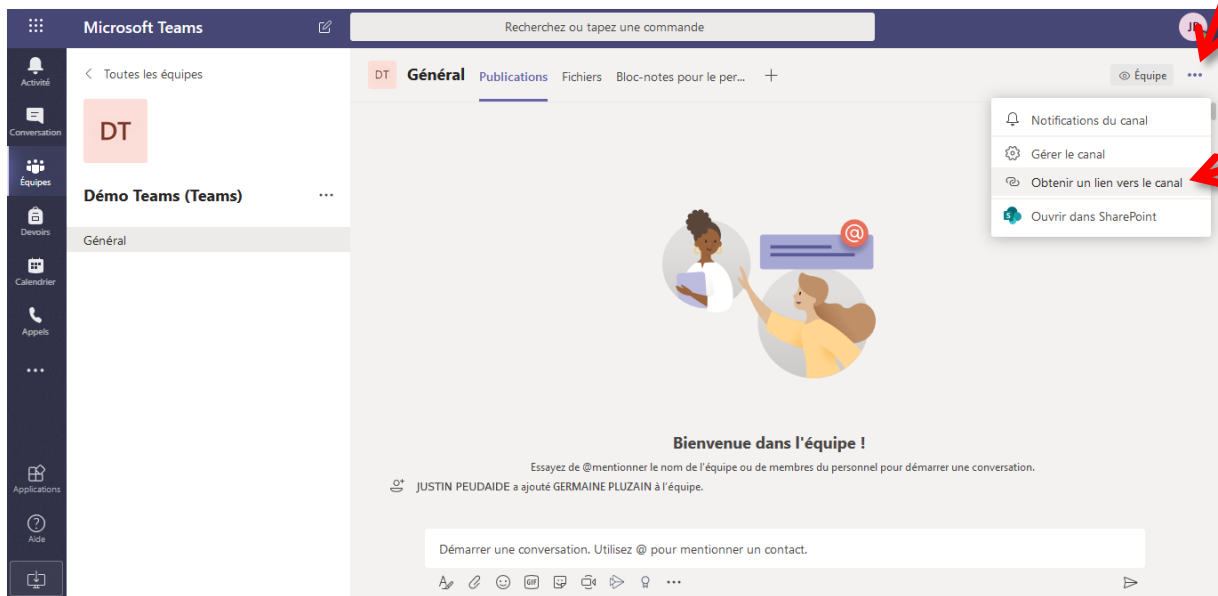 Microsoft Teams
Recherchez ou tapez une commande
Activité
Conversation
Équipes
Devoirs
Calendrier
Appels
Applications
Aide
Toutes les équipes
DT
Démo Teams (Teams)
Général
DT Général Publications Fichiers Bloc-notes pour le per... Équipe
Notifications du canal
Gérer le canal
Obtenir un lien vers le canal
Ouvrir dans SharePoint
Bienvenue dans l'équipe !
Essayez de @mentionner le nom de l'équipe ou de membres du personnel pour démarrer une conversation.
JUSTIN PEUDAIDE a ajouté GERMAINE PLUZAIN à l'équipe.
Démarrer une conversation. Utilisez @ pour mentionner un contact.
GIF